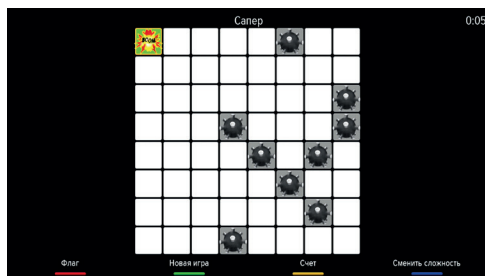 Сапер
0:05
BOOM
Флаг
Новая игра
Счет
Сменить сложность